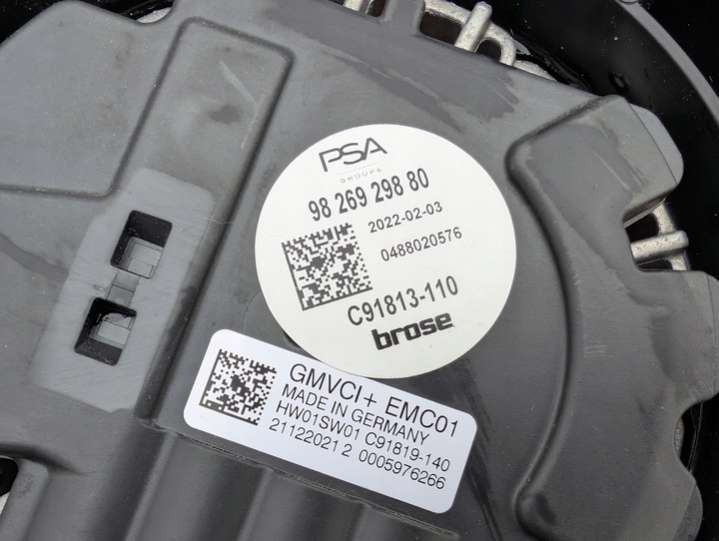 PSA
GROUPE
98 269 298 80
2022-02-03
0488020576
C91813-110
brose
GMVCI+ EMC01
MADE IN GERMANY
HW01SW01 C91819-140
21122021 2 0005976266